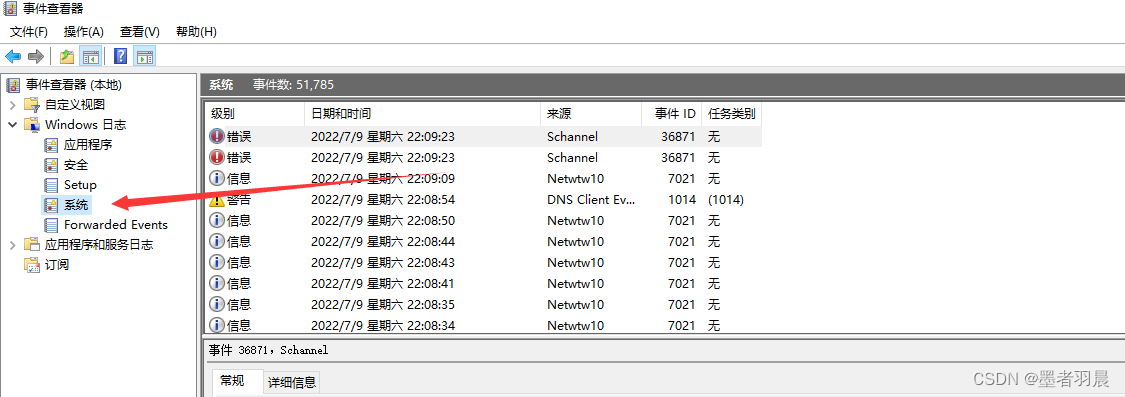 事件查看器
文件(F) 操作(A) 查看(V) 帮助(H)
事件查看器 (本地)
自定义视图
Windows 日志
应用程序
安全
Setup
系统
Forwarded Events
应用程序和服务日志
订阅
系统 事件数: 51,785
级别 日期和时间 来源 事件 ID 任务类别
错误 2022/7/9 星期六 22:09:23 Schannel 36871 无
错误 2022/7/9 星期六 22:09:23 Schannel 36871 无
信息 2022/7/9 星期六 22:09:09 Netwtw10 7021 无
警告 2022/7/9 星期六 22:08:54 DNS Client Ev... 1014 (1014)
信息 2022/7/9 星期六 22:08:50 Netwtw10 7021 无
信息 2022/7/9 星期六 22:08:44 Netwtw10 7021 无
信息 2022/7/9 星期六 22:08:43 Netwtw10 7021 无
信息 2022/7/9 星期六 22:08:41 Netwtw10 7021 无
信息 2022/7/9 星期六 22:08:35 Netwtw10 7021 无
信息 2022/7/9 星期六 22:08:34 Netwtw10 7021 无
事件 36871，Schannel
常规 详细信息
CSDN @墨者羽晨